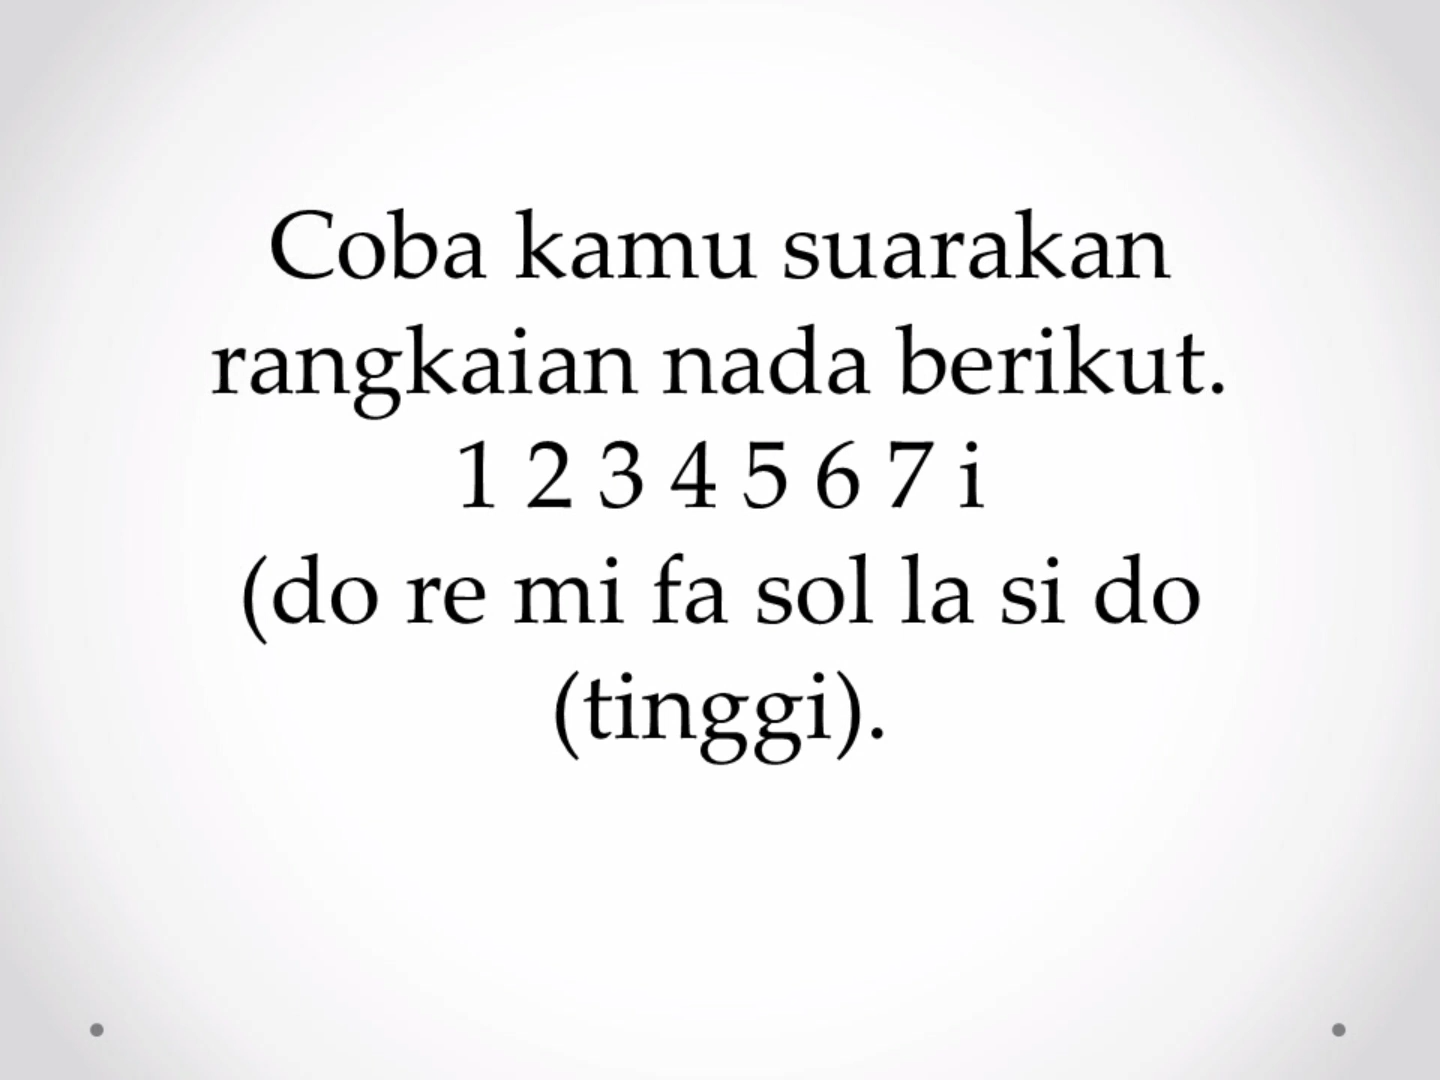 Coba kamu suarakan
rangkaian nada berikut.
1 2 3 4 5 6 7 i
(do re mi fa sol la si do
(tinggi).